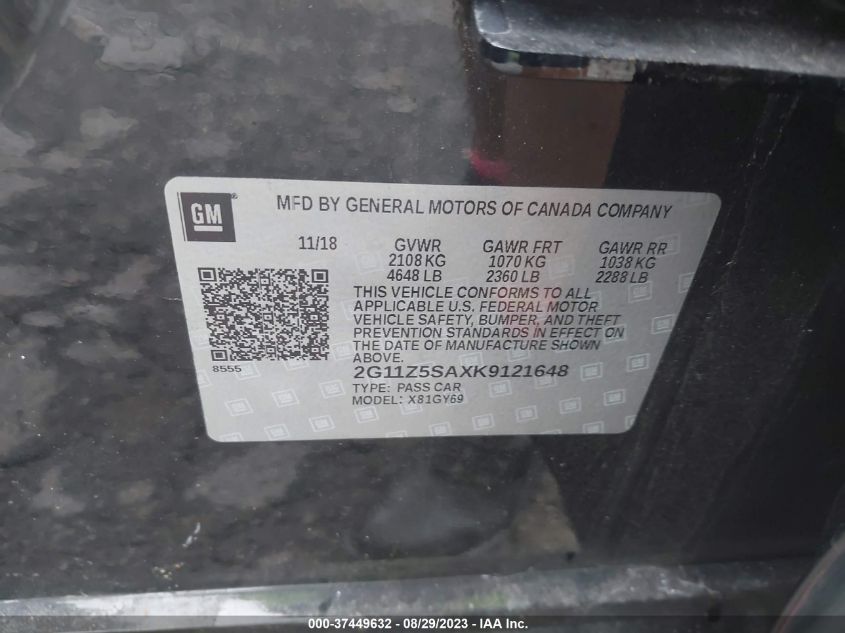 GM ®
MFD BY GENERAL MOTORS OF CANADA COMPANY
11/18 GVWR GAWR FRT GAWR RR
2108 KG 1070 KG 1038 KG
4648 LB 2360 LB 2288 LB
THIS VEHICLE CONFORMS TO ALL
APPLICABLE U.S. FEDERAL MOTOR
VEHICLE SAFETY, BUMPER, AND THEFT
PREVENTION STANDARDS IN EFFECT ON
THE DATE OF MANUFACTURE SHOWN
ABOVE.
8555
2G11Z5SAXK9121648
TYPE: PASS CAR
MODEL: X81GY69
000-37449632 - 08/29/2023 - IAA Inc.